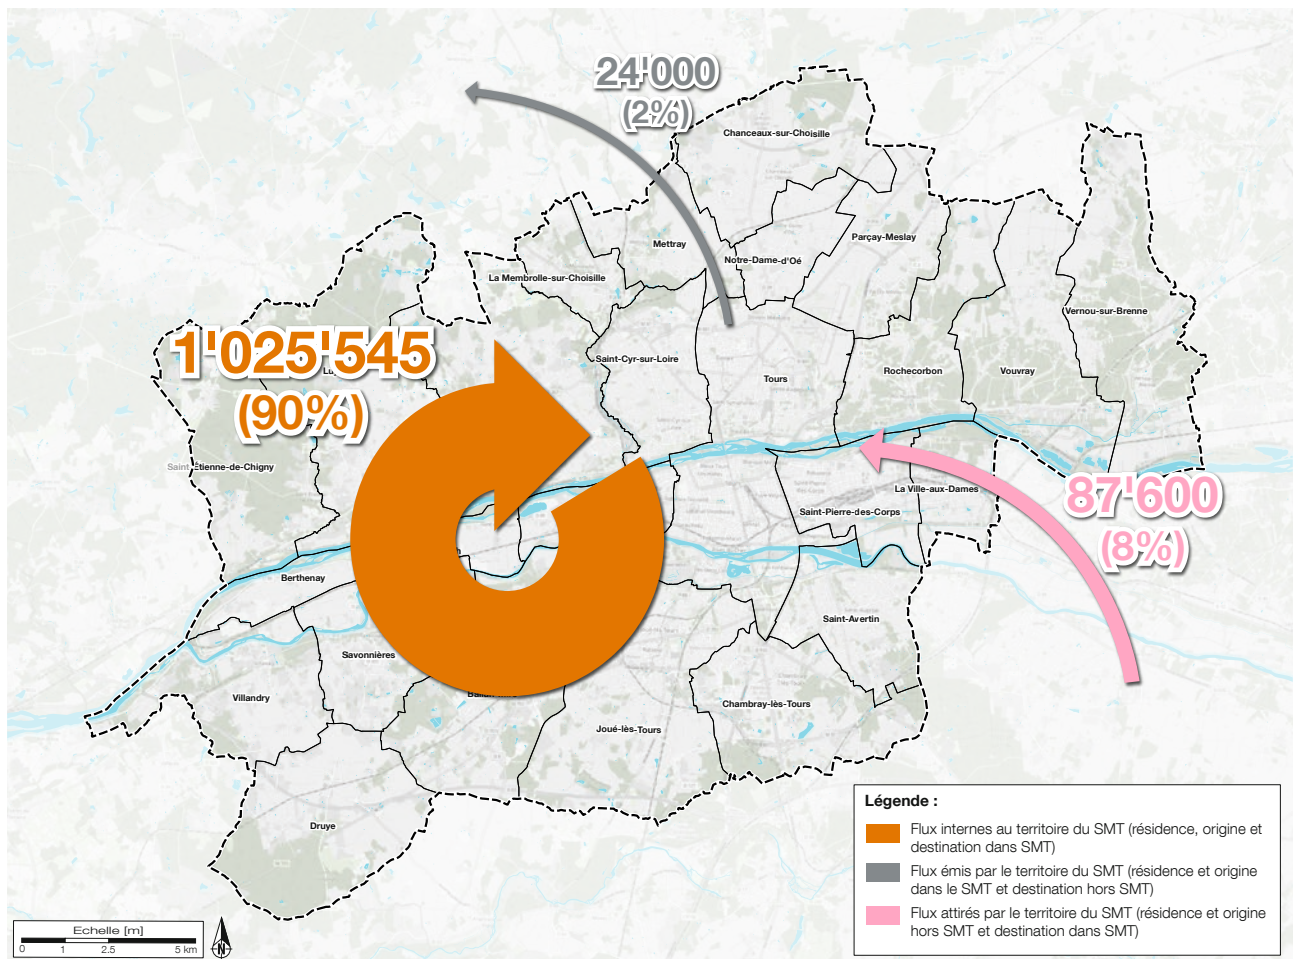 24'000
(2%)
Chanceaux-sur-Choisille
Mettray
Notre-Dame-d'Oé
Parçay-Meslay
La Membrolle-sur-Choisille
Vernou-sur-Brenne
1'025'545
(90%)
Saint-Cyr-sur-Loire
Tours
Rochecorbon
Vouvray
Saint-Étienne-de-Chigny
La Ville-aux-Dames
Saint-Pierre-des-Corps
87'600
(8%)
Berthenay
Saint-Avertin
Savonnières
Villandry
Chambray-lès-Tours
Joué-lès-Tours
Druye
Légende :
Flux internes au territoire du SMT (résidence, origine et
destination dans SMT)
Flux émis par le territoire du SMT (résidence et origine
dans le SMT et destination hors SMT)
Flux attirés par le territoire du SMT (résidence et origine
hors SMT et destination dans SMT)
Echelle [m]
0 1 2.5 5 km
N